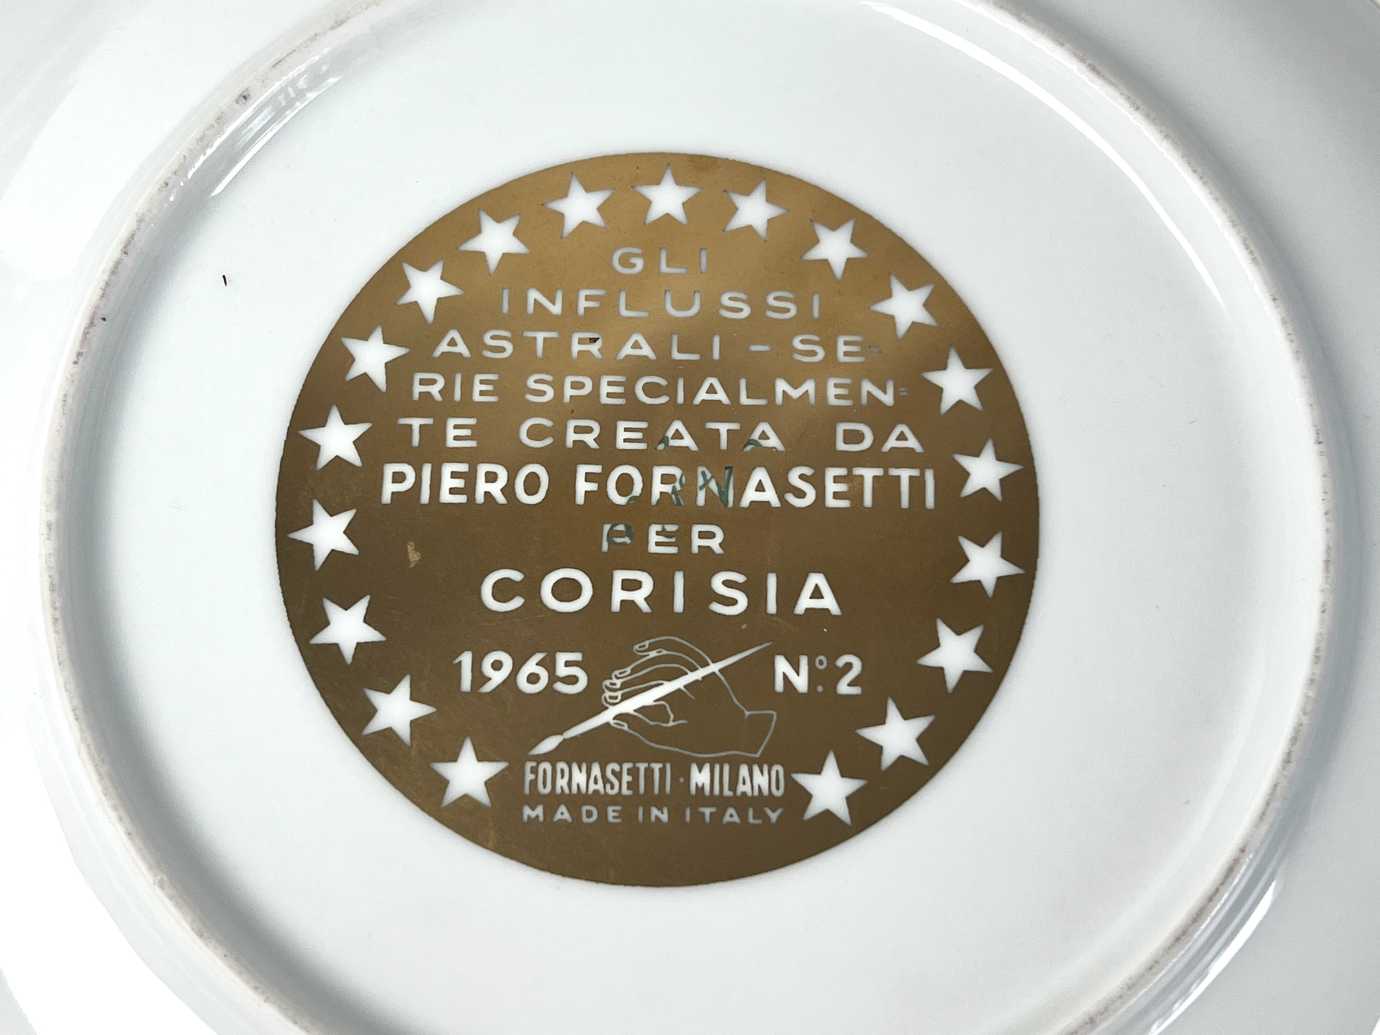 GLI
INFLUSSI
ASTRALI - SE=
RIE SPECIALMEN=
TE CREATA DA
PIERO FORNASETTI
PER
CORISIA
1965 N.º 2
FORNASETTI · MILANO
MADE IN ITALY